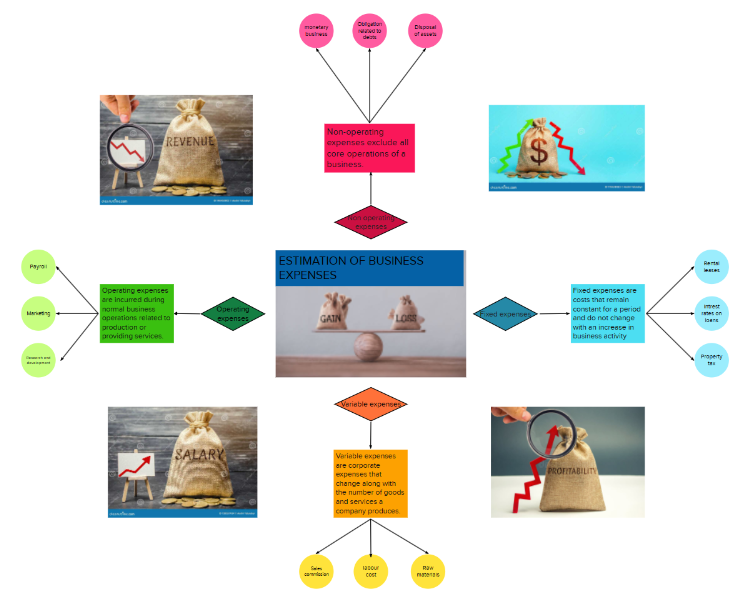 monetary
business
Obligation
related to
debts
Disposal
of assets
Non-operating
expenses exclude all
core operations of a
business.
REVENUE
$
Non-operating
expenses
ESTIMATION OF BUSINESS
EXPENSES
GAIN
LOSS
Payroll
Marketing
Research and
development
Operating expenses
are incurred during
normal business
operations related to
production or
providing services.
Operating
expenses
Fixed expenses
Fixed expenses are
costs that remain
constant for a period
and do not change
with an increase in
business activity
Rental
leases
Intrest
rates on
loans
Property
tax
Variable expenses
SALARY
PROFITABILITY
Variable expenses
are corporate
expenses that
change along with
the number of goods
and services a
company produces.
Sales
commission
labour
cost
Raw
materials